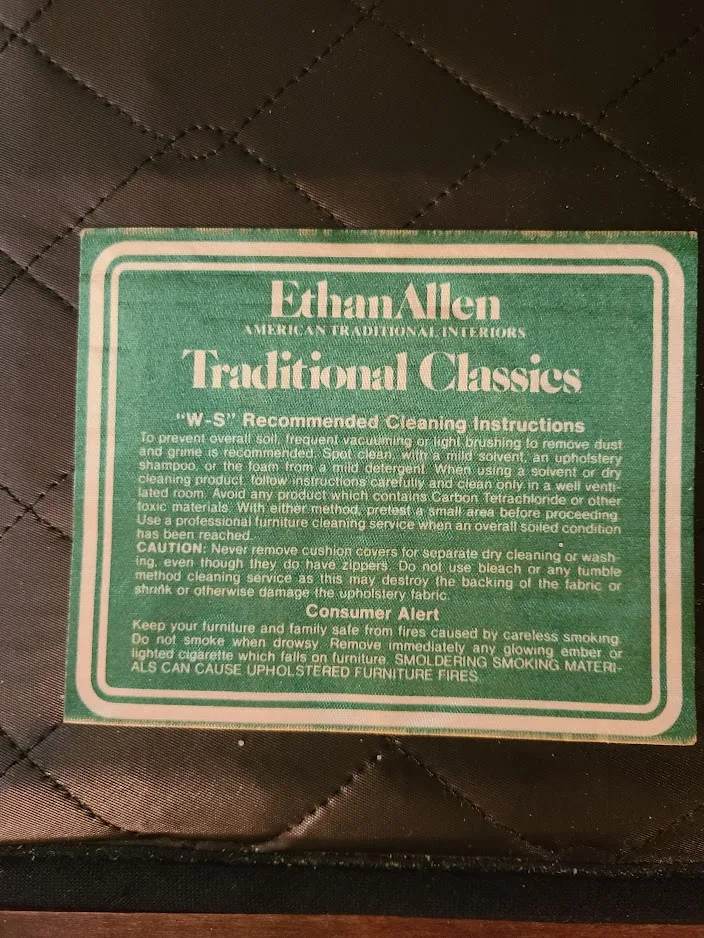 Ethan Allen
AMERICAN TRADITIONAL INTERIORS
Traditional Classics
"W-S" Recommended Cleaning Instructions
To prevent overall soil, frequent vacuuming or light brushing to remove dust
and grime is recommended. Spot clean, with a mild solvent, an upholstery
shampoo, or the foam from a mild detergent. When using a solvent or dry
cleaning product, follow instructions carefully and clean only in a well venti-
lated room. Avoid any product which contains Carbon Tetrachloride or other
toxic materials. With either method, pretest a small area before proceeding.
Use a professional furniture cleaning service when an overall soiled condition
has been reached.
CAUTION: Never remove cushion covers for separate dry cleaning or wash-
ing, even though they do have zippers. Do not use bleach or any tumble
method cleaning service as this may destroy the backing of the fabric or
shrink or otherwise damage the upholstery fabric.
Consumer Alert
Keep your furniture and family safe from fires caused by careless smoking.
Do not smoke when drowsy. Remove immediately any glowing ember or
lighted cigarette which falls on furniture. SMOLDERING SMOKING MATERI-
ALS CAN CAUSE UPHOLSTERED FURNITURE FIRES.